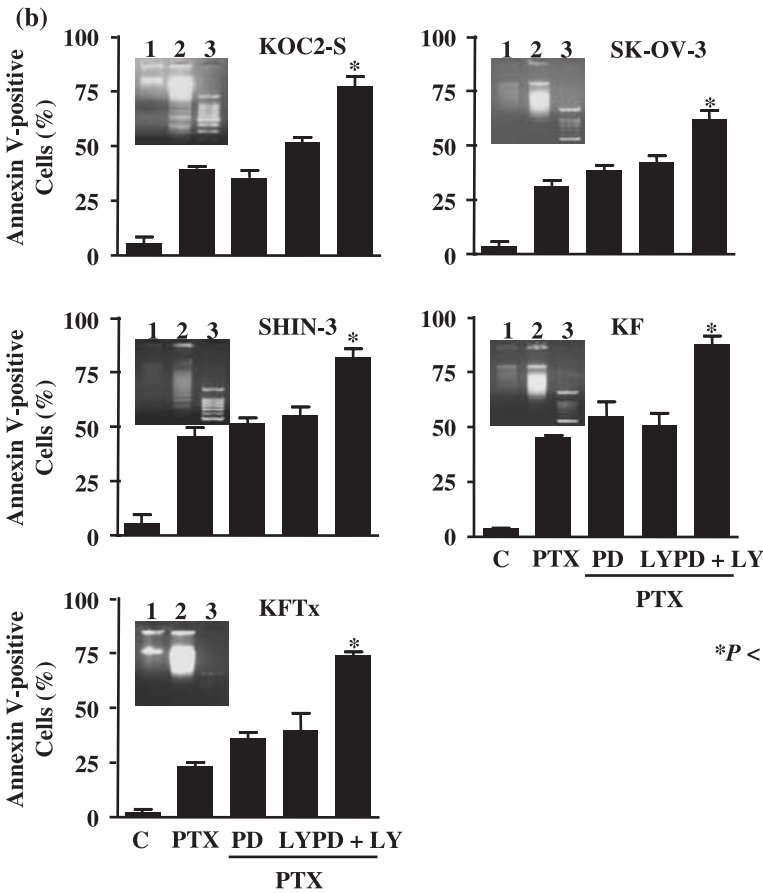 (b)
KOC2-S
Annexin V-positive
Cells (%)
100
75
50
25
0
1 2 3
*
SK-OV-3
100
75
50
25
0
1 2 3
*
SHIN-3
Annexin V-positive
Cells (%)
100
75
50
25
0
1 2 3
*
KF
100
75
50
25
0
1 2 3
*
C PTX PD LYPD + LY
PTX
KFTx
Annexin V-positive
Cells (%)
100
75
50
25
0
1 2 3
*
C PTX PD LYPD + LY
PTX
*P <